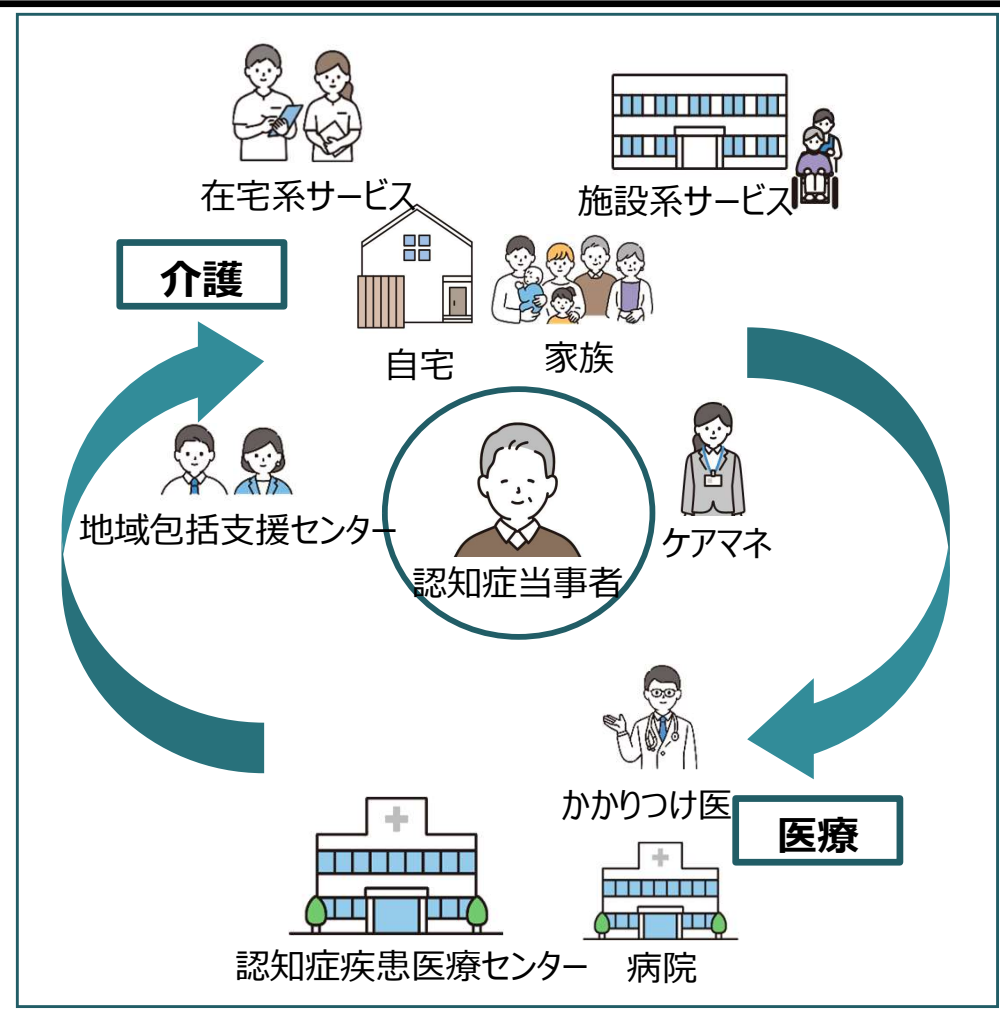 在宅系サービス
施設系サービス
介護
自宅
家族
地域包括支援センター
ケアマネ
認知症当事者
かかりつけ医
医療
認知症疾患医療センター
病院